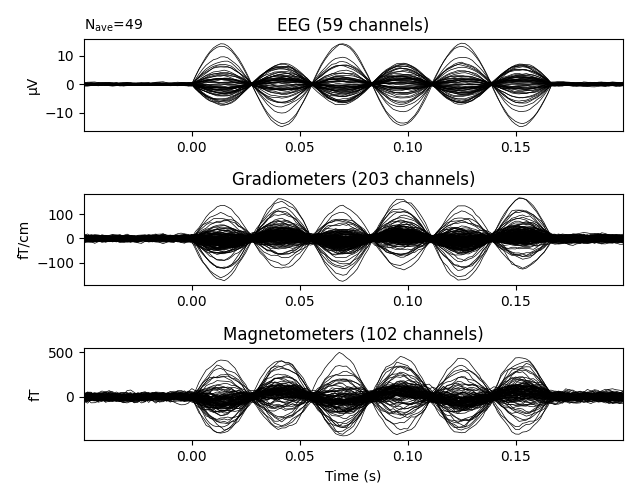 Nave=49
EEG (59 channels)
µV
10
0
−10
0.00 0.05 0.10 0.15
Gradiometers (203 channels)
fT/cm
100
0
−100
0.00 0.05 0.10 0.15
Magnetometers (102 channels)
fT
500
0
0.00 0.05 0.10 0.15
Time (s)